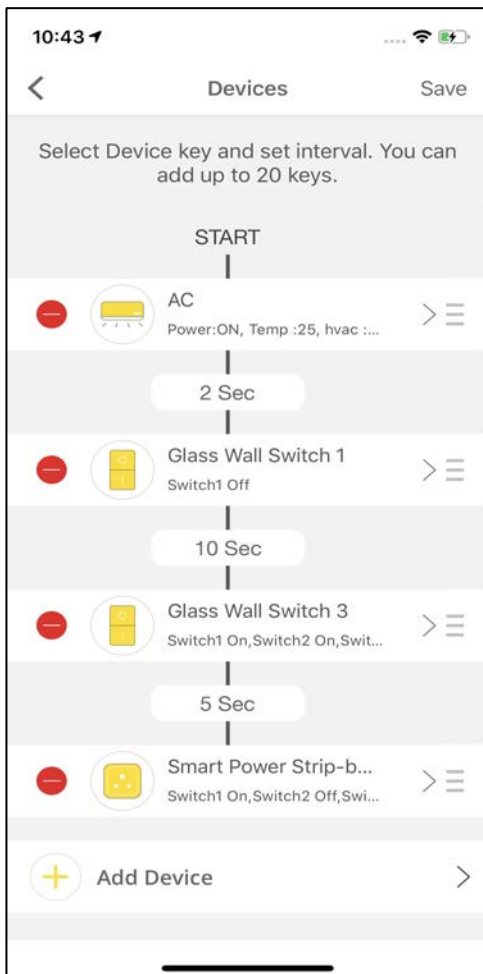 10:43
Devices
Save
Select Device key and set interval. You can
add up to 20 keys.
START
AC
Power:ON, Temp :25, hvac :...
2 Sec
Glass Wall Switch 1
Switch1 Off
10 Sec
Glass Wall Switch 3
Switch1 On,Switch2 On,Swit...
5 Sec
Smart Power Strip-b...
Switch1 On,Switch2 Off,Swi...
Add Device